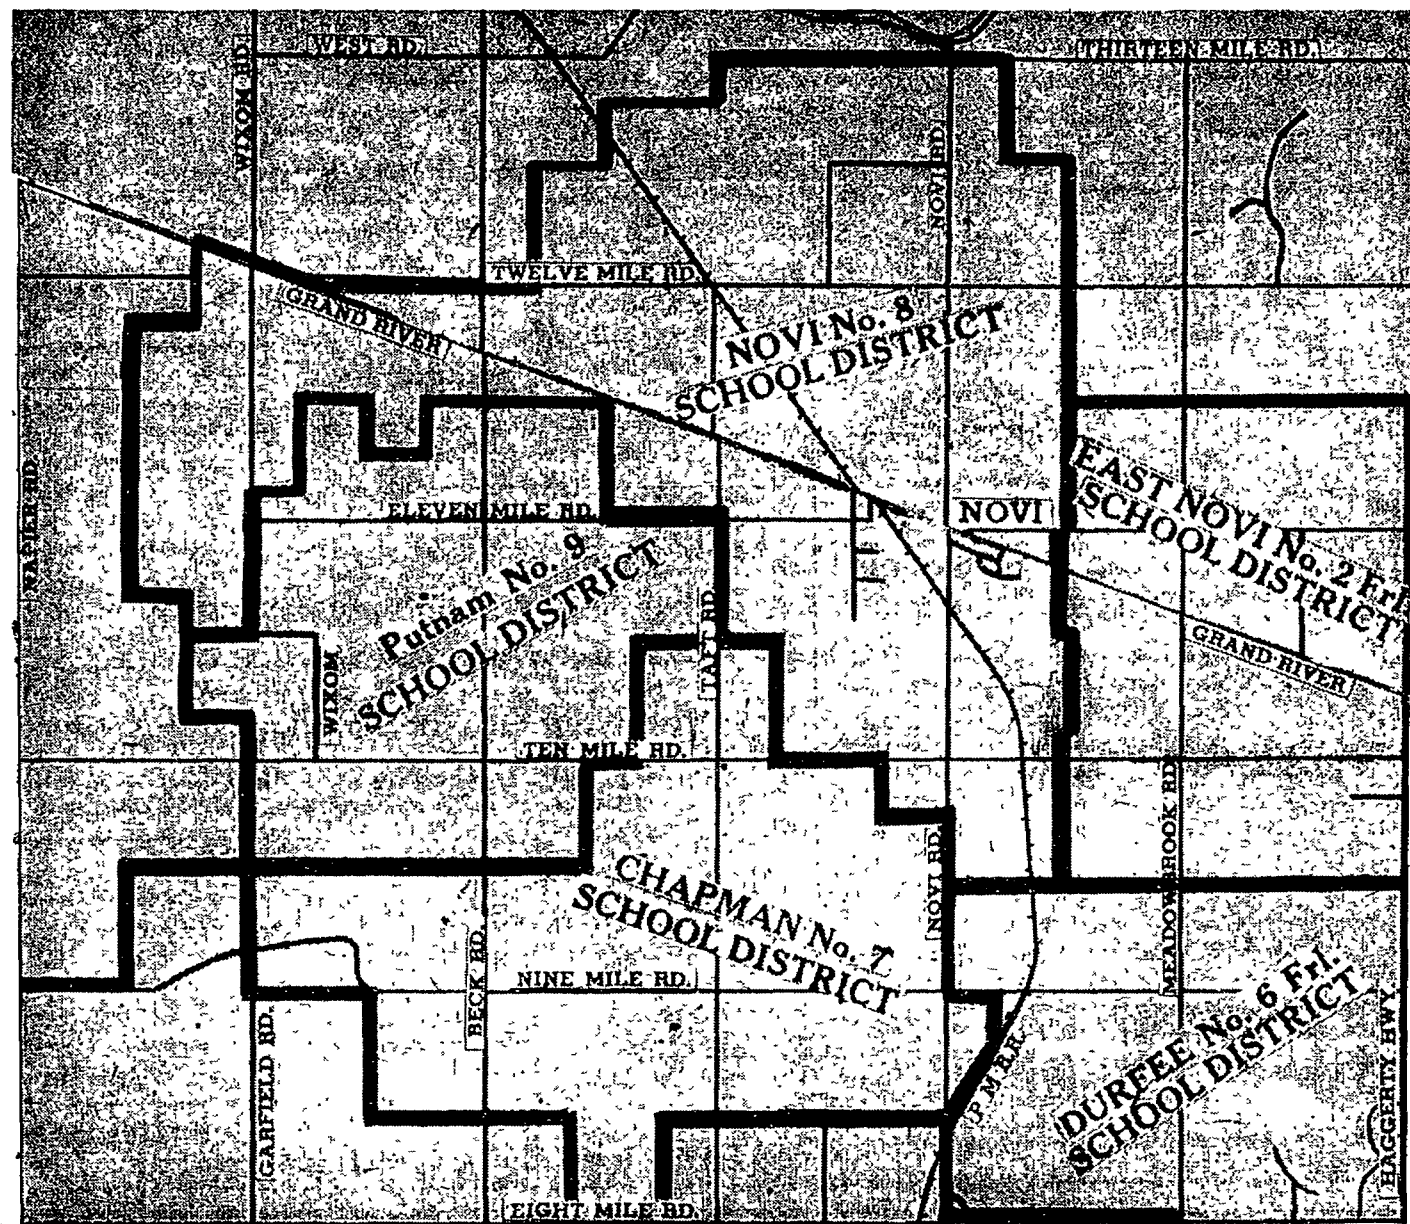 WEST RD.
THIRTEEN MILE RD.
WIXOM RD.
NOVI RD.
TWELVE MILE RD.
GRAND RIVER
NOVI No. 8
SCHOOL DISTRICT
NAPIER RD.
ELEVEN MILE RD.
NOVI
EAST NOVI No. 2 Frl.
SCHOOL DISTRICT
Putnam No. 9
SCHOOL DISTRICT
TAFT RD.
GRAND RIVER
WIXOM
TEN MILE RD.
MEADOWBROOK RD.
NOVI RD.
CHAPMAN No. 7
SCHOOL DISTRICT
BECK RD.
NINE MILE RD.
GARFIELD RD.
P M R.R.
DURFEE No. 6 Frl.
SCHOOL DISTRICT
HAGGERTY HWY.
EIGHT MILE RD.